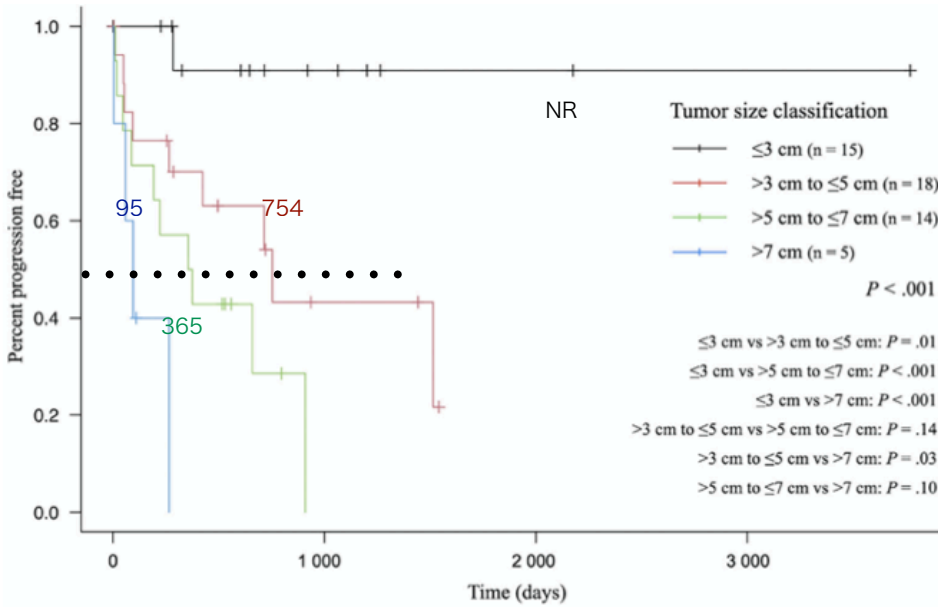 1.0
0.8
0.6
0.4
0.2
0.0
Percent progression free
0
1 000
2 000
3 000
Time (days)
95
754
365
NR
Tumor size classification
≤3 cm (n = 15)
>3 cm to ≤5 cm (n = 18)
>5 cm to ≤7 cm (n = 14)
>7 cm (n = 5)
P < .001
≤3 cm vs >3 cm to ≤5 cm: P = .01
≤3 cm vs >5 cm to ≤7 cm: P < .001
≤3 cm vs >7 cm: P < .001
>3 cm to ≤5 cm vs >5 cm to ≤7 cm: P = .14
>3 cm to ≤5 cm vs >7 cm: P = .03
>5 cm to ≤7 cm vs >7 cm: P = .10